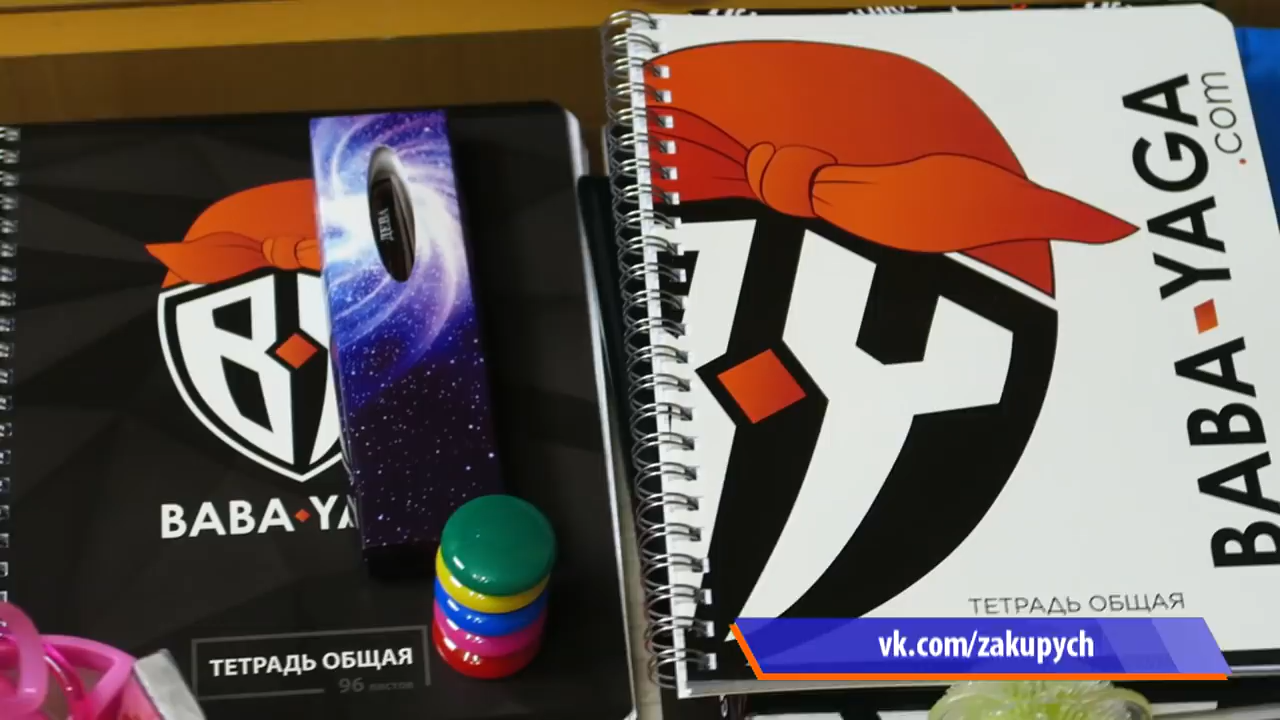 ДЕВА
BABA YA
ТЕТРАДЬ ОБЩАЯ
96 листов
BABA YAGA
.com
ТЕТРАДЬ ОБЩАЯ
vk.com/zakupych